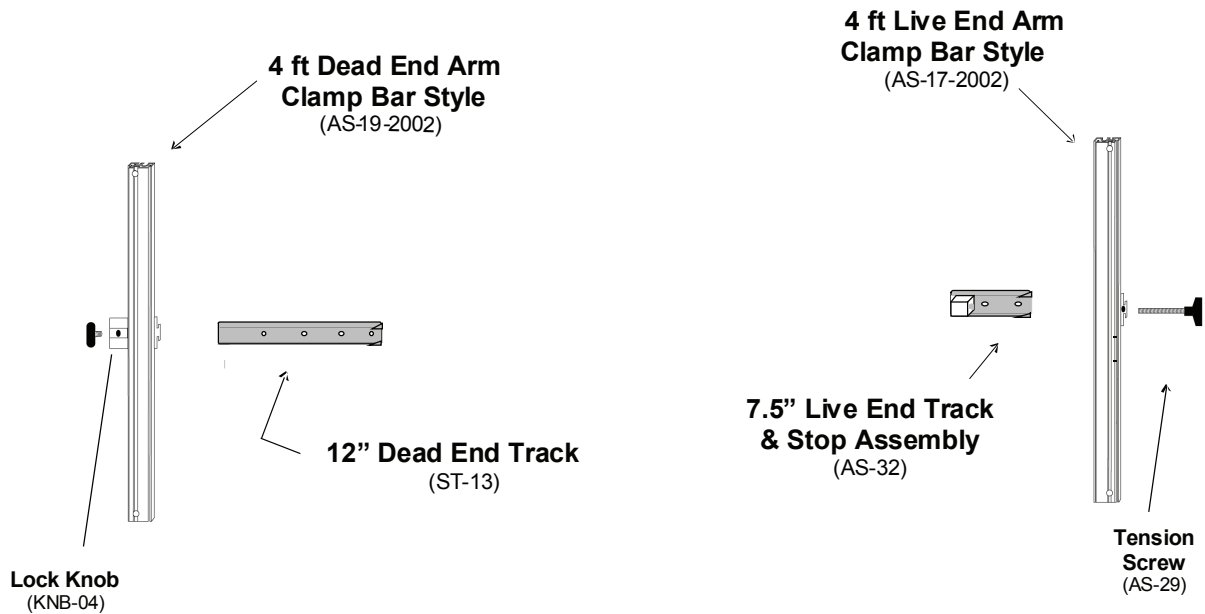 4 ft Dead End Arm
Clamp Bar Style
(AS-19-2002)
4 ft Live End Arm
Clamp Bar Style
(AS-17-2002)
12” Dead End Track
(ST-13)
7.5” Live End Track
& Stop Assembly
(AS-32)
Lock Knob
(KNB-04)
Tension
Screw
(AS-29)